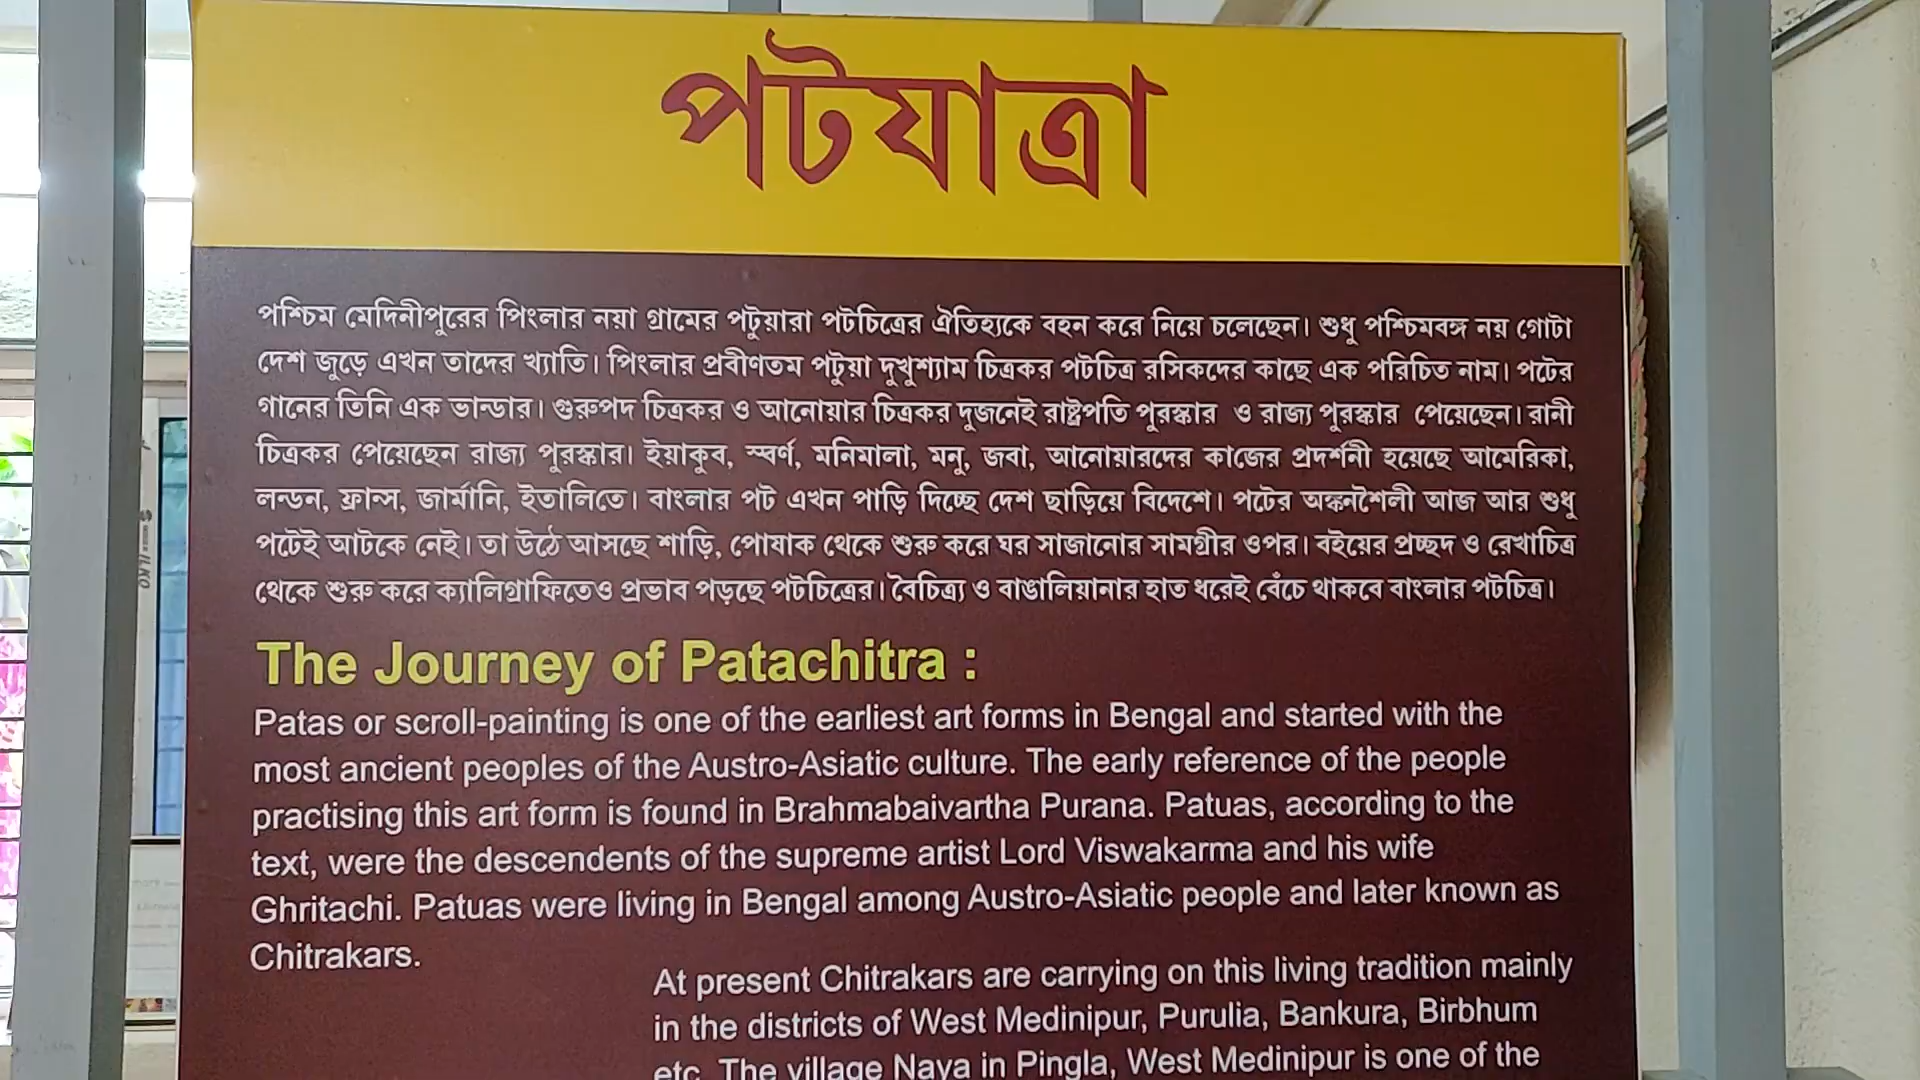 পটযাত্রা
পশ্চিম মেদিনীপুরের পিংলার নয়া গ্রামের পটুয়ারা পটচিত্রের ঐতিহ্যকে বহন করে নিয়ে চলেছেন। শুধু পশ্চিমবঙ্গ নয় গোটা
দেশ জুড়ে এখন তাদের খ্যাতি। পিংলার প্রবীণতম পটুয়া দুখুশ্যাম চিত্রকর পটচিত্র রসিকদের কাছে এক পরিচিত নাম। পটের
গানের তিনি এক ভান্ডার। গুরুপদ চিত্রকর ও আনোয়ার চিত্রকর দুজনেই রাষ্ট্রপতি পুরস্কার ও রাজ্য পুরস্কার পেয়েছেন। রানী
চিত্রকর পেয়েছেন রাজ্য পুরস্কার। ইয়াকুব, স্বর্ণ, মনিমালা, মনু, জবা, আনোয়ারদের কাজের প্রদর্শনী হয়েছে আমেরিকা,
লন্ডন, ফ্রান্স, জার্মানি, ইতালিতে। বাংলার পট এখন পাড়ি দিচ্ছে দেশ ছাড়িয়ে বিদেশে। পটের অঙ্কনশৈলী আজ আর শুধু
পটেই আটকে নেই। তা উঠে আসছে শাড়ি, পোষাক থেকে শুরু করে ঘর সাজানোর সামগ্রীর ওপর। বইয়ের প্রচ্ছদ ও রেখাচিত্র
থেকে শুরু করে ক্যালিগ্রাফিতেও প্রভাব পড়ছে পটচিত্রের। বৈচিত্র্য ও বাঙালিয়ানার হাত ধরেই বেঁচে থাকবে বাংলার পটচিত্র।
The Journey of Patachitra :
Patas or scroll-painting is one of the earliest art forms in Bengal and started with the
most ancient peoples of the Austro-Asiatic culture. The early reference of the people
practising this art form is found in Brahmabaivartha Purana. Patuas, according to the
text, were the descendents of the supreme artist Lord Viswakarma and his wife
Ghritachi. Patuas were living in Bengal among Austro-Asiatic people and later known as
Chitrakars.
At present Chitrakars are carrying on this living tradition mainly
in the districts of West Medinipur, Purulia, Bankura, Birbhum
etc. The village Naya in Pingla, West Medinipur is one of the